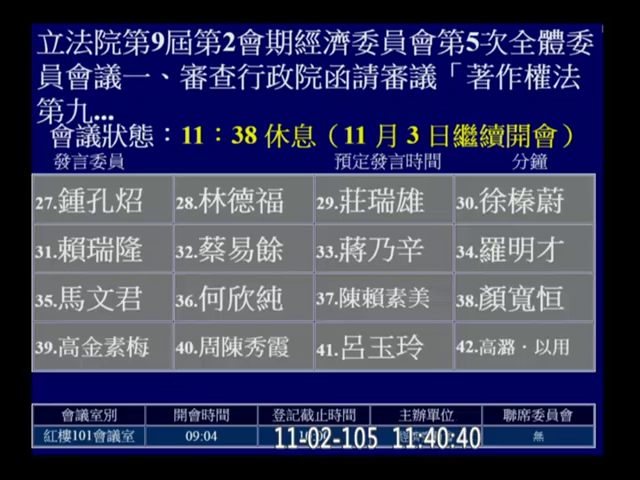 立法院第9屆第2會期經濟委員會第5次全體委
員會議一、審查行政院函請審議「著作權法
第九...
會議狀態：11：38 休息（11 月 3 日繼續開會）
發言委員 預定發言時間 分鐘
27.鍾孔炤 28.林德福 29.莊瑞雄 30.徐榛蔚
31.賴瑞隆 32.蔡易餘 33.蔣乃辛 34.羅明才
35.馬文君 36.何欣純 37.陳賴素美 38.顏寬恒
39.高金素梅 40.周陳秀霞 41.呂玉玲 42.高潞．以用
會議室別 開會時間 登記截止時間 主辦單位 聯席委員會
紅樓101會議室 09:04 無
11-02-105 11:40:40